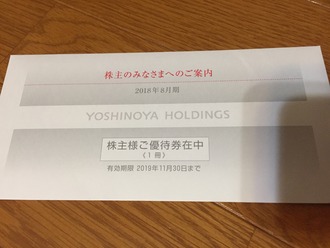 株主のみなさまへのご案内
2018年8月期
YOSHINOYA HOLDINGS
株主様ご優待券在中
(1冊)
有効期限 2019年11月30日まで